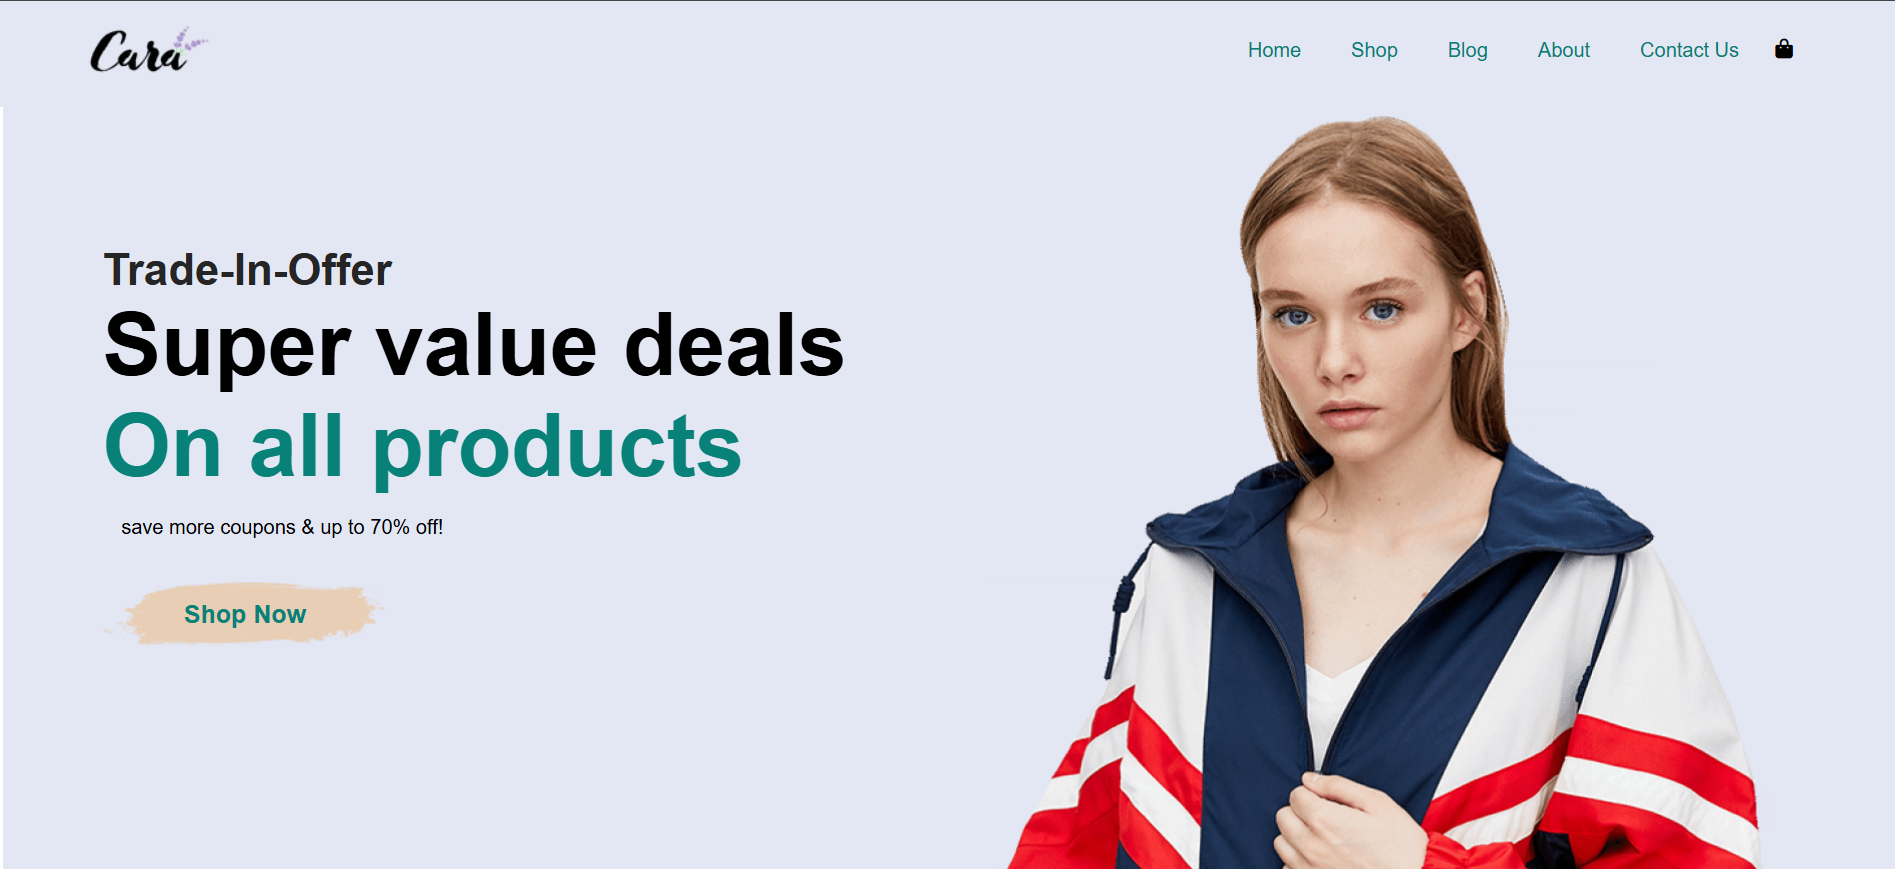 Cara
Home Shop Blog About Contact Us
Trade-In-Offer
Super value deals
On all products
save more coupons & up to 70% off!
Shop Now